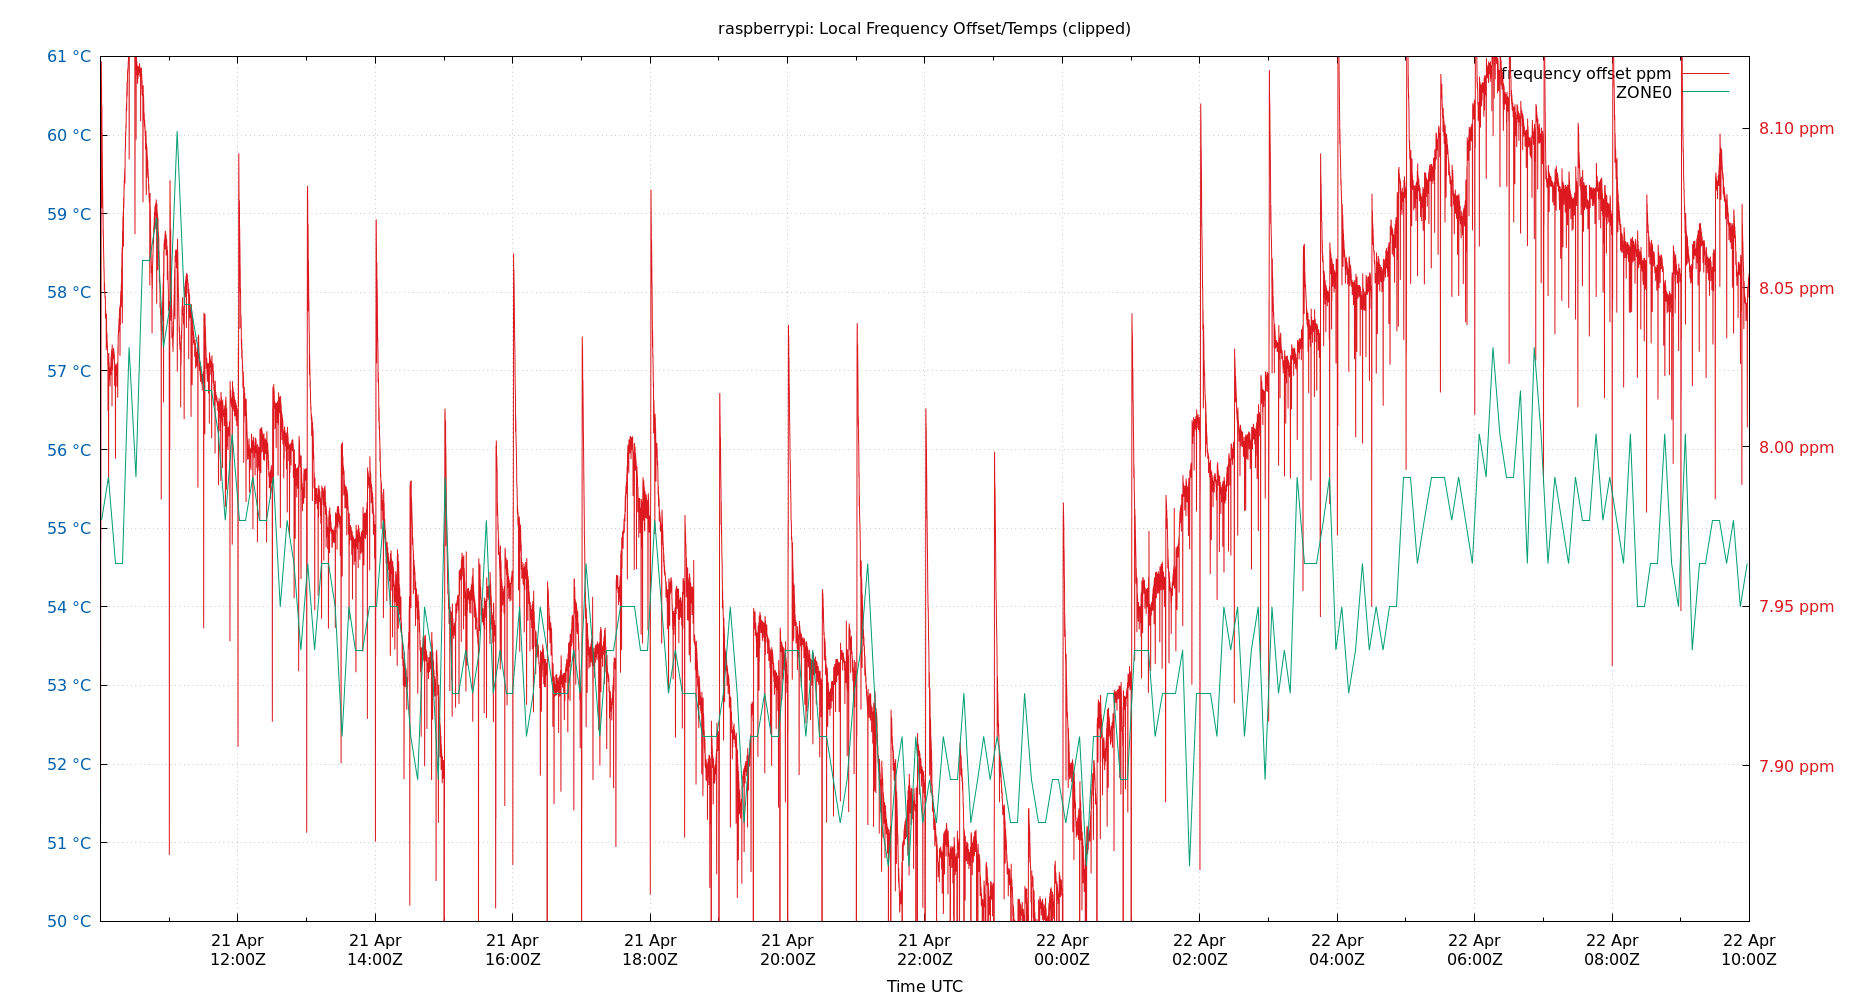 raspberrypi: Local Frequency Offset/Temps (clipped)
61 °C
60 °C
59 °C
58 °C
57 °C
56 °C
55 °C
54 °C
53 °C
52 °C
51 °C
50 °C
frequency offset ppm
ZONE0
8.10 ppm
8.05 ppm
8.00 ppm
7.95 ppm
7.90 ppm
21 Apr 21 Apr 21 Apr 21 Apr 21 Apr 21 Apr 22 Apr 22 Apr 22 Apr 22 Apr 22 Apr 22 Apr
12:00Z 14:00Z 16:00Z 18:00Z 20:00Z 22:00Z 00:00Z 02:00Z 04:00Z 06:00Z 08:00Z 10:00Z
Time UTC